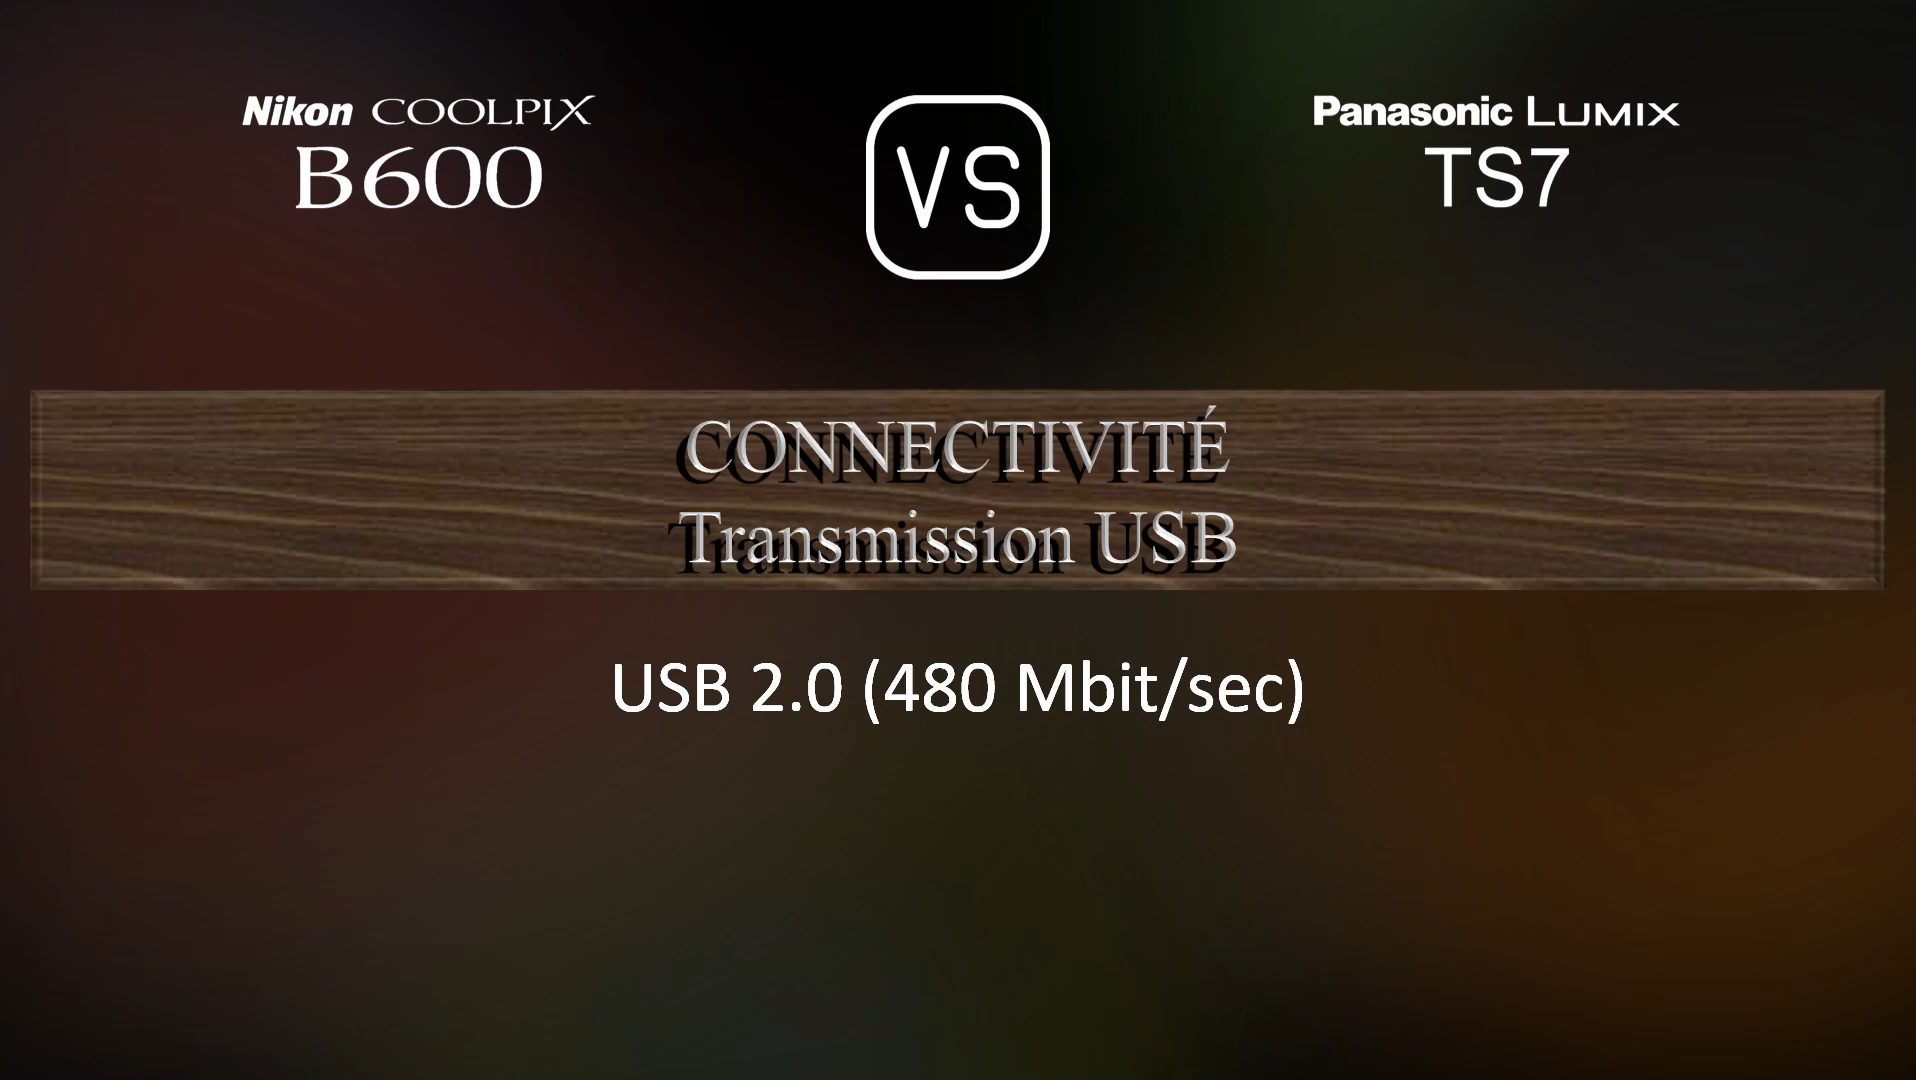 Nikon COOLPIX
B600
VS
Panasonic LUMIX
TS7
CONNECTIVITÉ
Transmission USB
USB 2.0 (480 Mbit/sec)